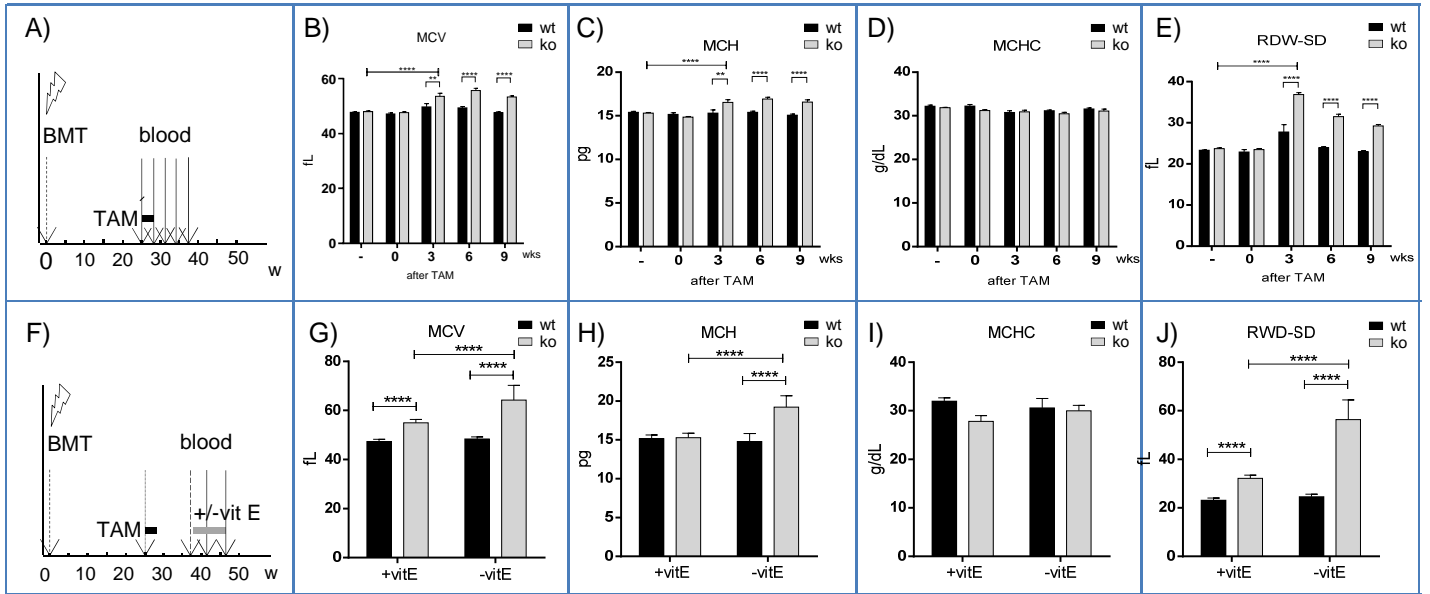 A)
BMT
blood
TAM
0 10 20 30 40 50
w
B)
MCV
wt
ko
****
** **** ****
fL
60
40
20
0
- 0 3 6 9 wks
after TAM
C)
MCH
wt
ko
****
** **** ****
pg
20
15
10
5
0
- 0 3 6 9 wks
after TAM
D)
MCHC
wt
ko
g/dL
40
30
20
10
0
- 0 3 6 9 wks
after TAM
E)
RDW-SD
wt
ko
****
**** **** ****
fL
40
30
20
10
0
- 0 3 6 9 wks
after TAM
F)
BMT
blood
+/-vit E
TAM
0 10 20 30 40 50 w
G)
MCV
wt
ko
****
**** ****
fL
80
60
40
20
0
+vitE -vitE
H)
MCH
wt
ko
****
****
pg
25
20
15
10
5
0
+vitE -vitE
I)
MCHC
wt
ko
g/dL
40
30
20
10
0
+vitE -vitE
J)
RWD-SD
wt
ko
****
**** ****
fL
80
60
40
20
0
+vitE -vitE